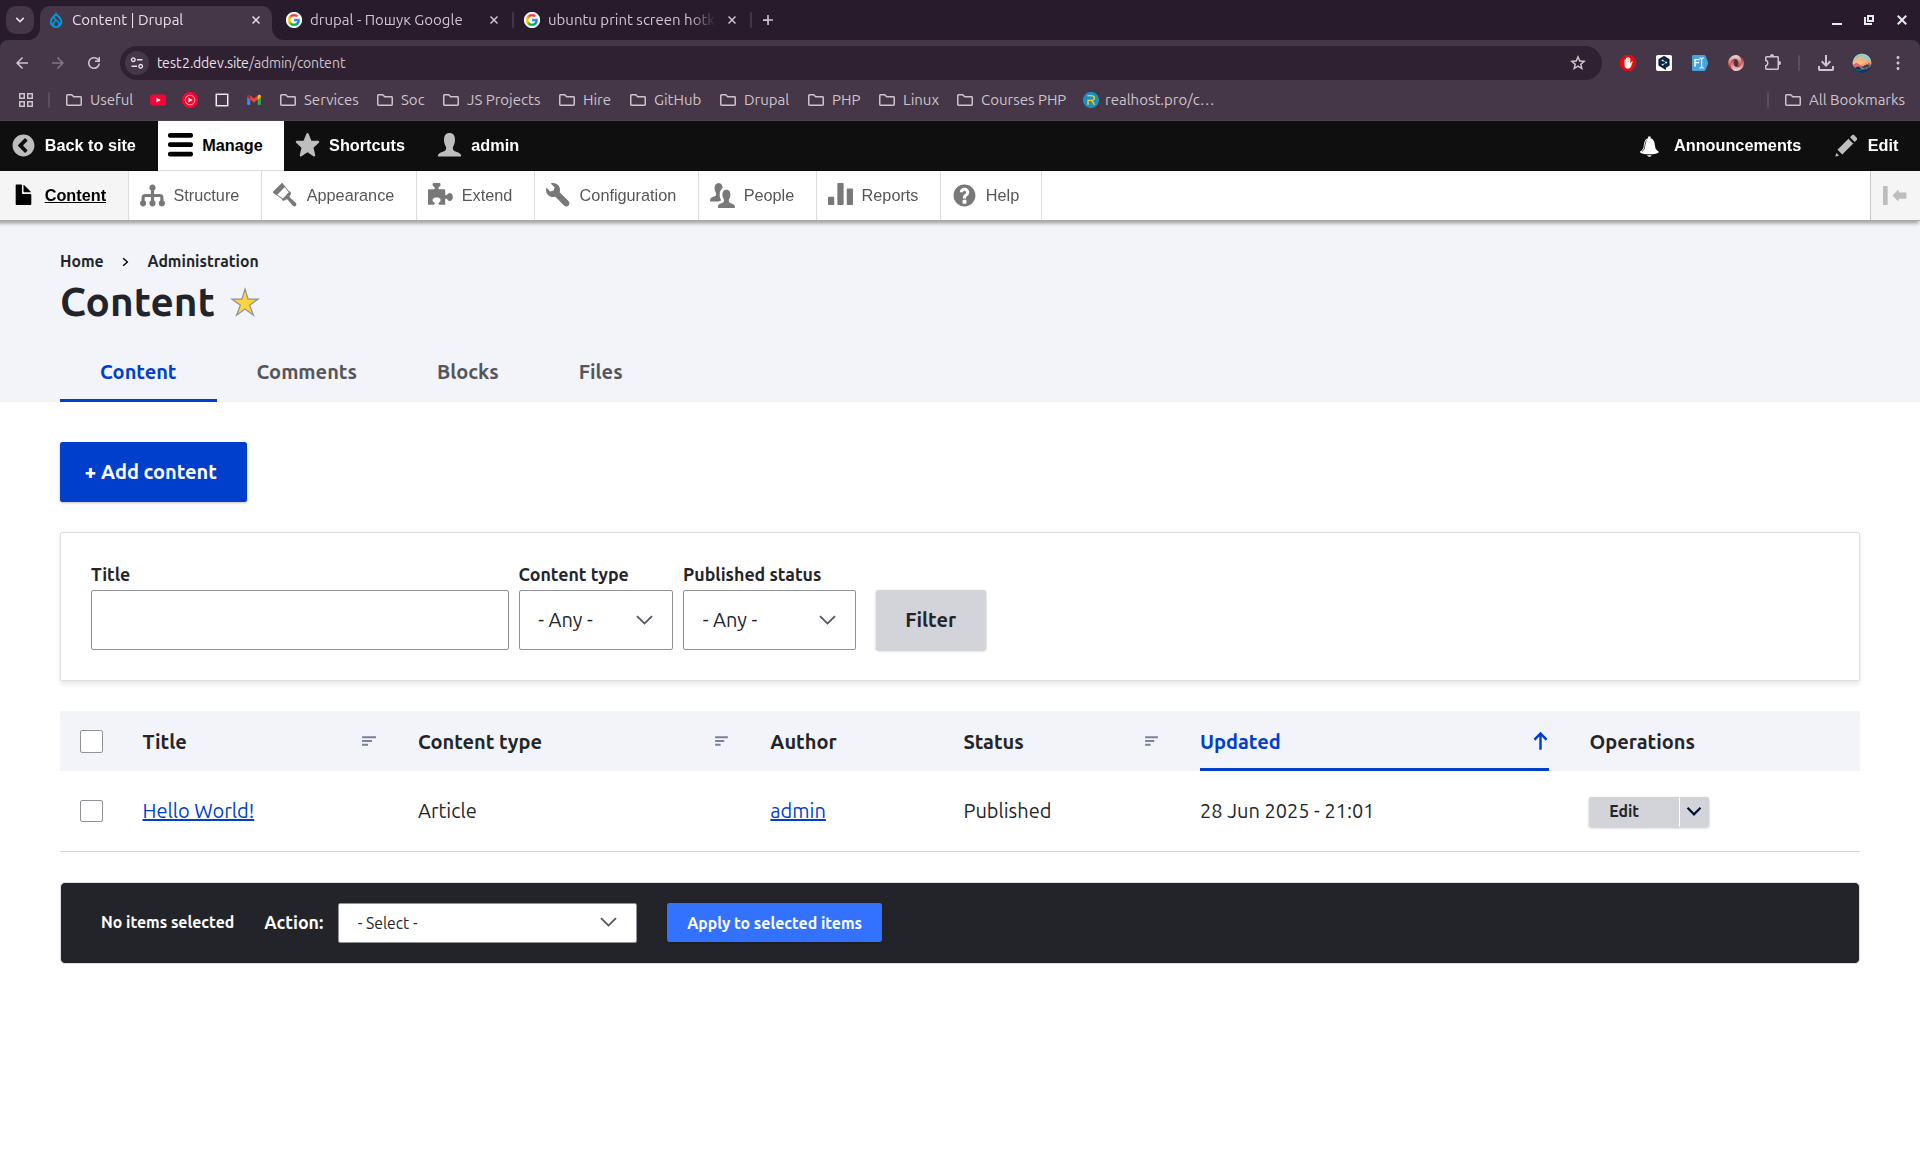 Content | Drupal
drupal - Пошук Google
ubuntu print screen hotk
test2.ddev.site/admin/content
Useful Services Soc JS Projects Hire GitHub Drupal PHP Linux Courses PHP realhost.pro/c... All Bookmarks
Back to site Manage Shortcuts admin Announcements Edit
Content Structure Appearance Extend Configuration People Reports Help
Home > Administration
Content
Content Comments Blocks Files
+ Add content
Title Content type Published status
- Any - - Any - Filter
Title Content type Author Status Updated Operations
Hello World! Article admin Published 28 Jun 2025 - 21:01 Edit
No items selected Action: - Select - Apply to selected items